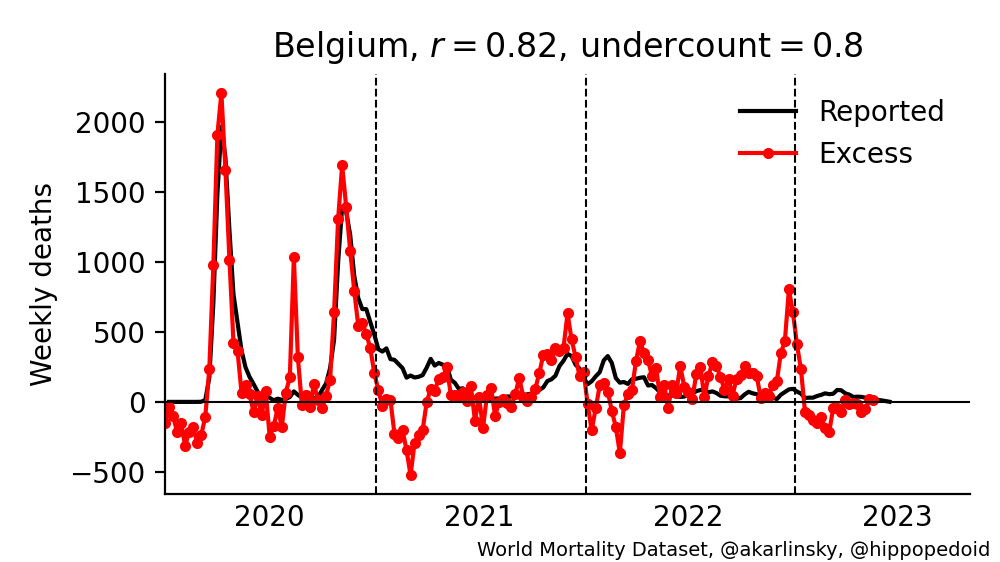 Belgium, r = 0.82, undercount = 0.8
Weekly deaths
2000
1500
1000
500
0
−500
Reported
Excess
2020 2021 2022 2023
World Mortality Dataset, @akarlinsky, @hippopedoid